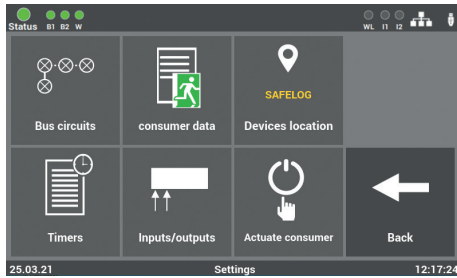 Status B1 B2 W WL I1 I2
SAFELOG
Bus circuits consumer data Devices location
Timers Inputs/outputs Actuate consumer Back
25.03.21 Settings 12:17:24